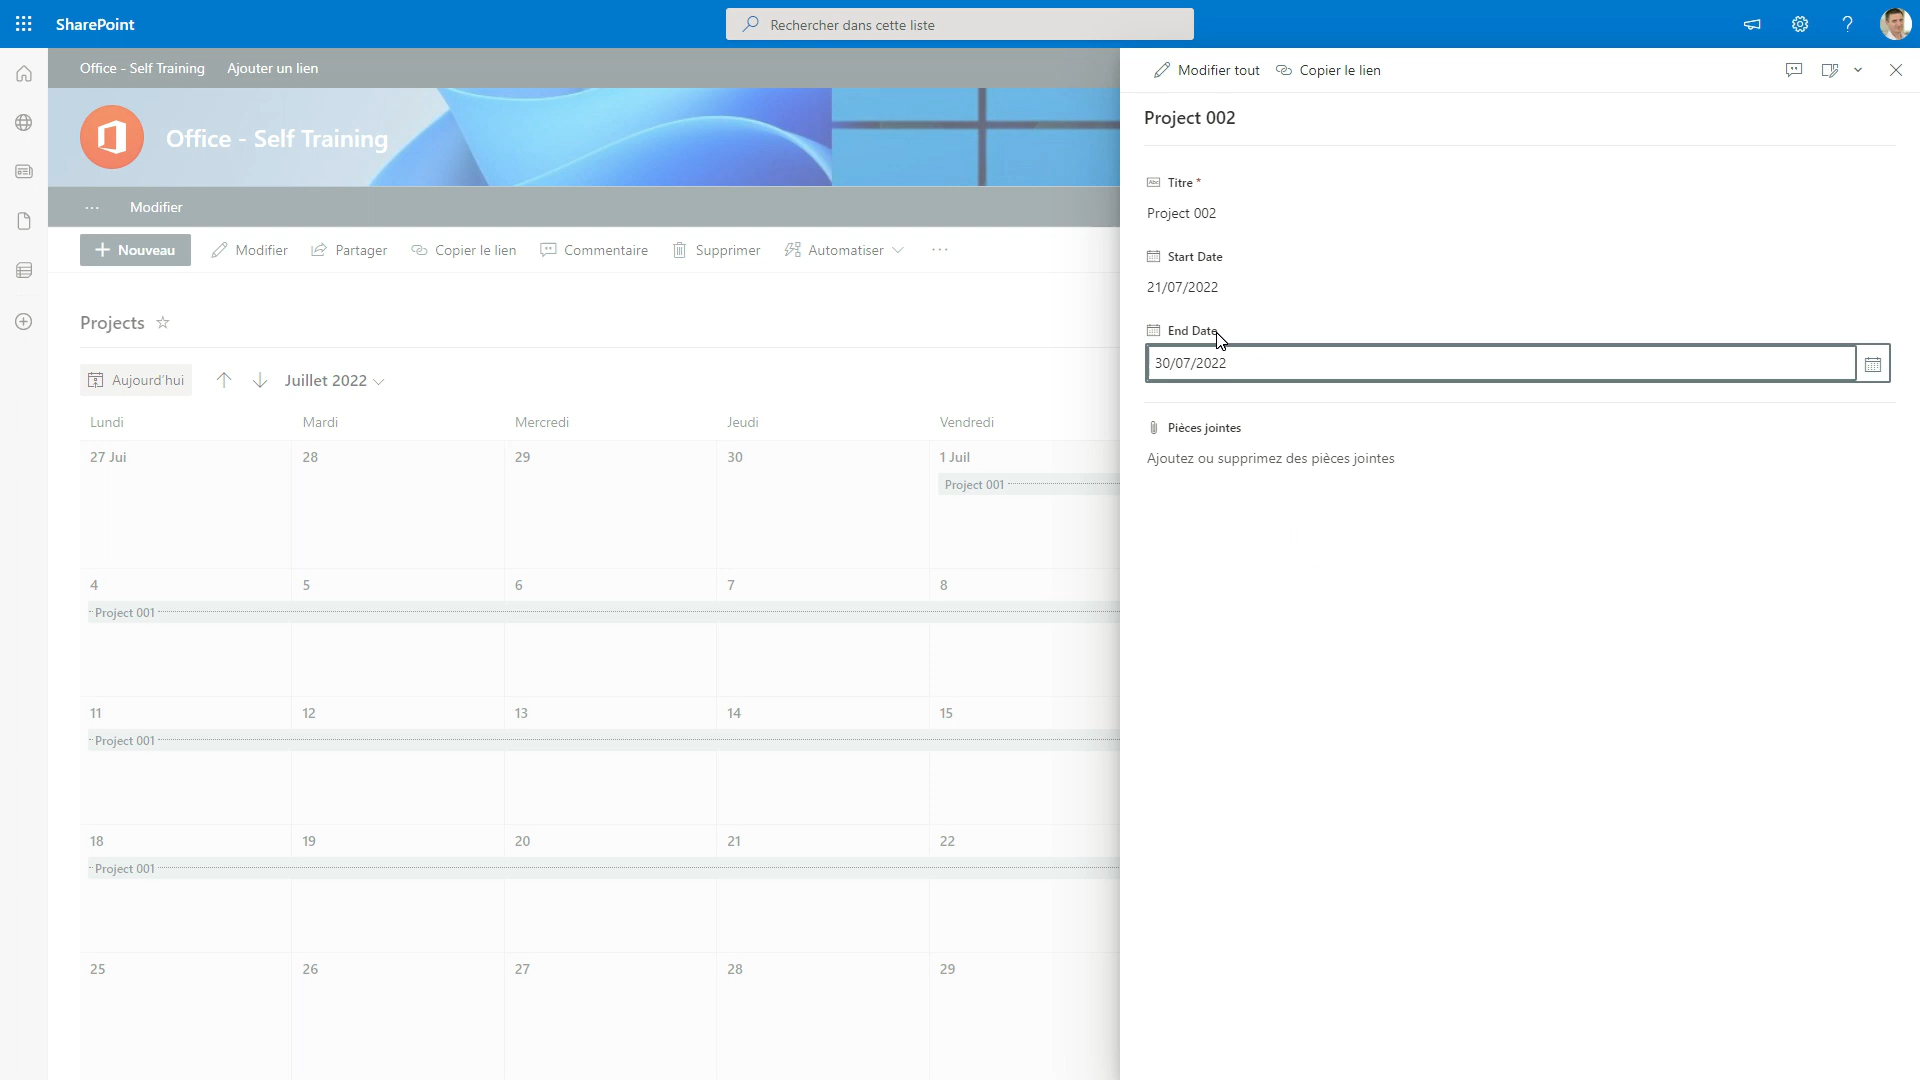 SharePoint
Rechercher dans cette liste
Office - Self Training
Ajouter un lien
Office - Self Training
Modifier
Nouveau
Modifier
Partager
Copier le lien
Commentaire
Supprimer
Automatiser
Projects
Aujourd'hui
Juillet 2022
Lundi
Mardi
Mercredi
Jeudi
Vendredi
27 Jui
28
29
30
1 Juil
Project 001
4
5
6
7
8
Project 001
11
12
13
14
15
Project 001
18
19
20
21
22
Project 001
25
26
27
28
29
Modifier tout
Copier le lien
Project 002
Abc Titre *
Project 002
Start Date
21/07/2022
End Date
30/07/2022
Pièces jointes
Ajoutez ou supprimez des pièces jointes